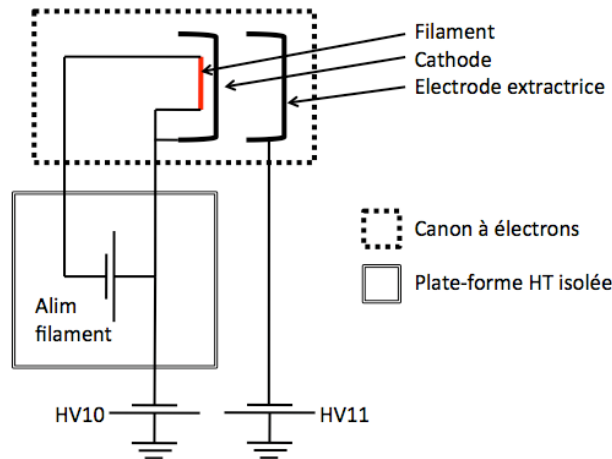 Filament
Cathode
Electrode extractrice
Canon à électrons
Plate-forme HT isolée
Alim
filament
HV10
HV11